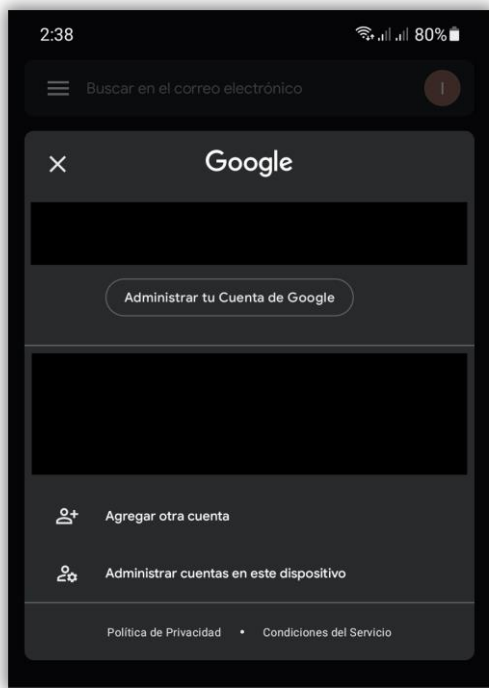 2:38 80%
Buscar en el correo electrónico I
Google
Administrar tu Cuenta de Google
Agregar otra cuenta
Administrar cuentas en este dispositivo
Política de Privacidad • Condiciones del Servicio